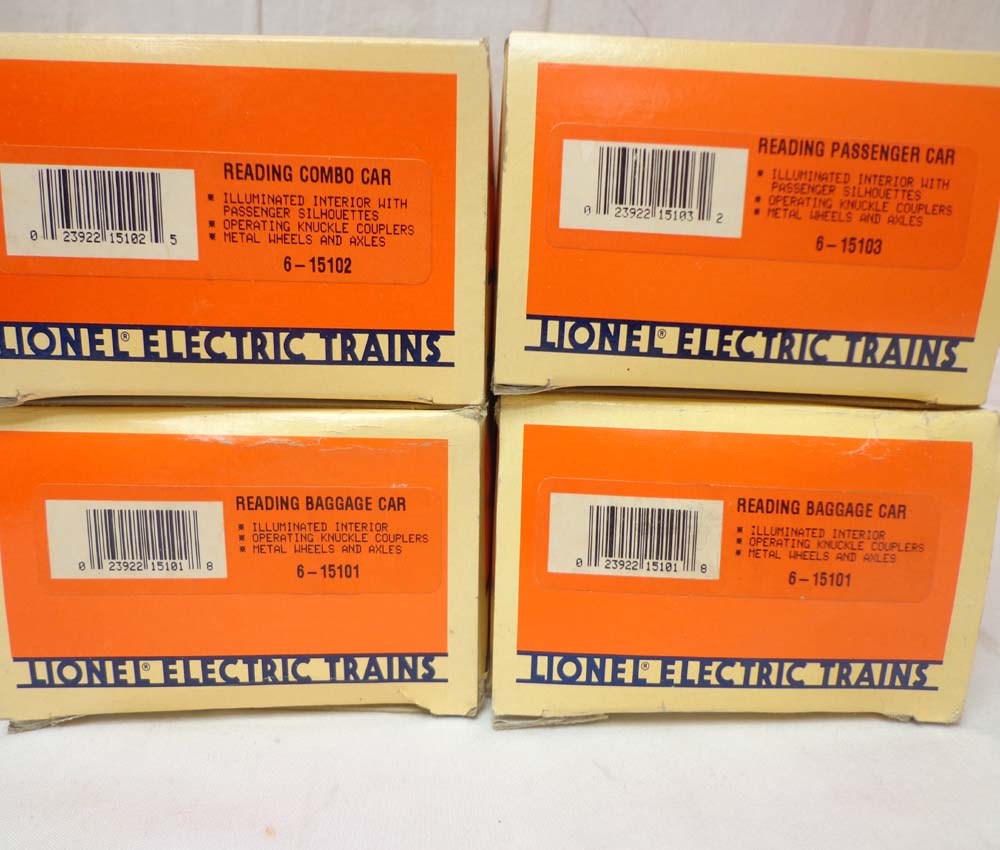 READING COMBO CAR
* ILLUMINATED INTERIOR WITH
PASSENGER SILHOUETTES
* OPERATING KNUCKLE COUPLERS
* METAL WHEELS AND AXLES
6-15102
0 23922 15102 5
LIONEL® ELECTRIC TRAINS
READING PASSENGER CAR
* ILLUMINATED INTERIOR WITH
PASSENGER SILHOUETTES
* OPERATING KNUCKLE COUPLERS
* METAL WHEELS AND AXLES
6-15103
0 23922 15103 2
LIONEL® ELECTRIC TRAINS
READING BAGGAGE CAR
* ILLUMINATED INTERIOR
* OPERATING KNUCKLE COUPLERS
* METAL WHEELS AND AXLES
6-15101
0 23922 15101 8
LIONEL® ELECTRIC TRAINS
READING BAGGAGE CAR
* ILLUMINATED INTERIOR
* OPERATING KNUCKLE COUPLERS
* METAL WHEELS AND AXLES
6-15101
0 23922 15101 8
LIONEL® ELECTRIC TRAINS